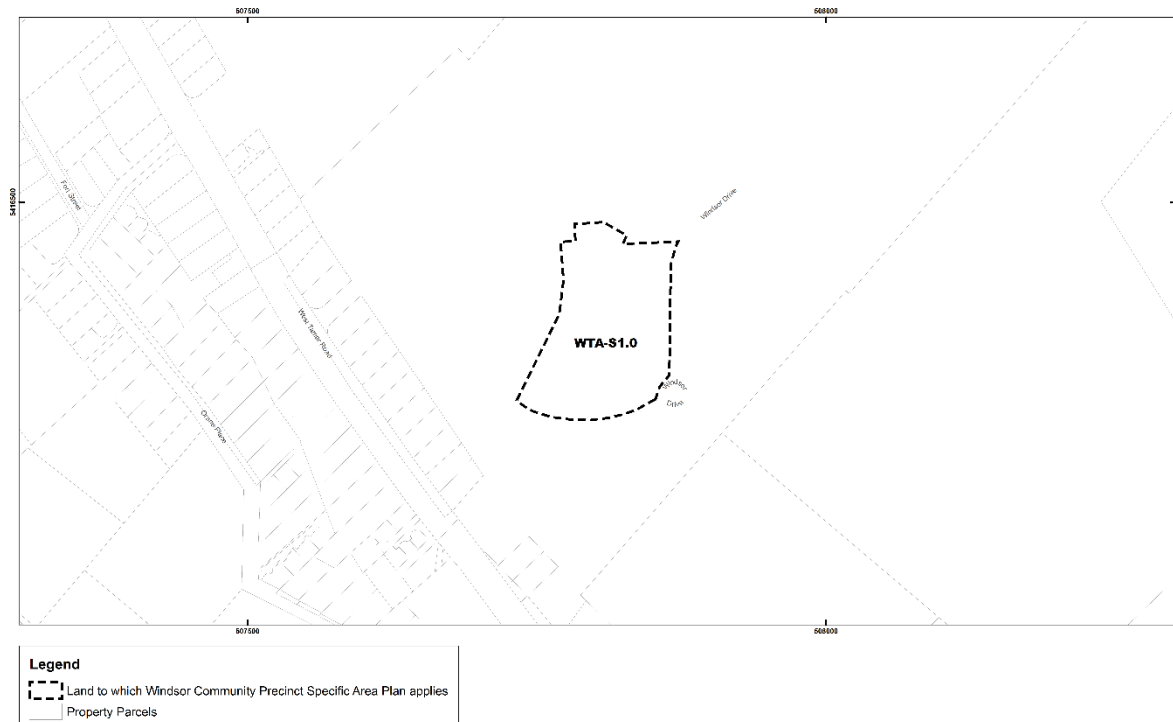 507500
508000
5416500
Fort Street
Windsor Drive
West Tamar Road
WTA-S1.0
Windsor
Drive
507500
508000
Legend
Land to which Windsor Community Precinct Specific Area Plan applies
Property Parcels